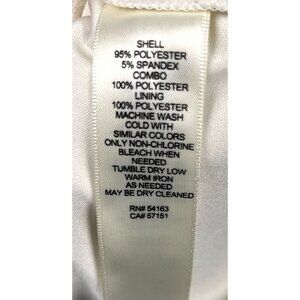 SHELL
95% POLYESTER
5% SPANDEX
COMBO
100% POLYESTER
LINING
100% POLYESTER
MACHINE WASH
COLD WITH
SIMILAR COLORS
ONLY NON-CHLORINE
BLEACH WHEN
NEEDED
TUMBLE DRY LOW
WARM IRON
AS NEEDED
MAY BE DRY CLEANED
RN# 54163
CA# 57151